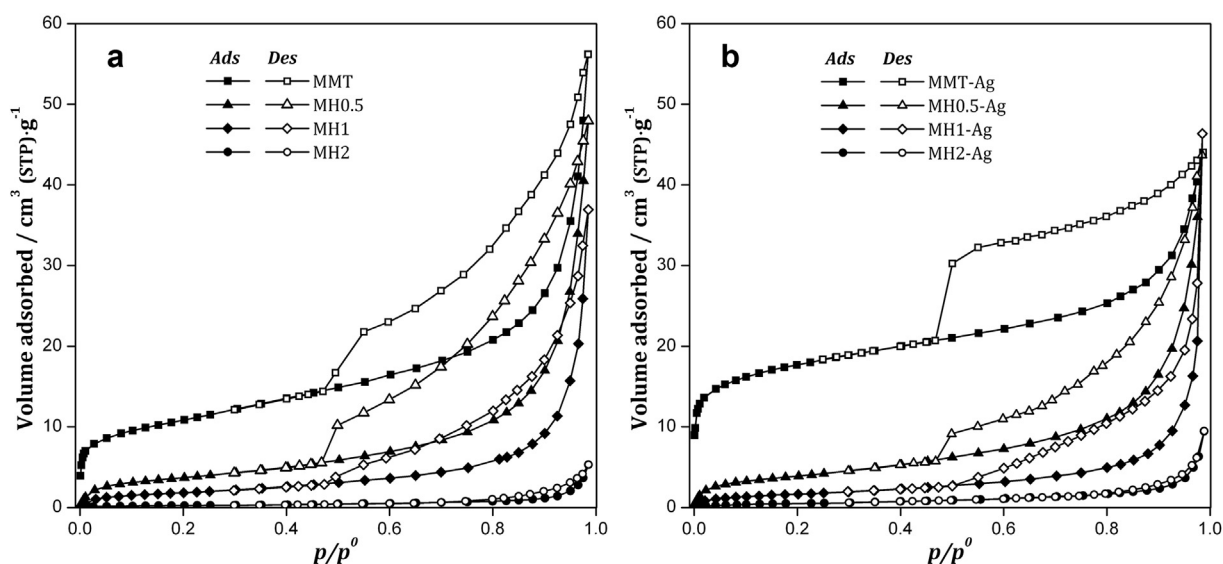 a
Ads Des
MMT
MH0.5
MH1
MH2
Volume adsorbed / cm³ (STP)·g⁻¹
60
50
40
30
20
10
0
0.0 0.2 0.4 0.6 0.8 1.0
p/p⁰
b
Ads Des
MMT-Ag
MH0.5-Ag
MH1-Ag
MH2-Ag
Volume adsorbed / cm³ (STP)·g⁻¹
60
50
40
30
20
10
0
0.0 0.2 0.4 0.6 0.8 1.0
p/p⁰